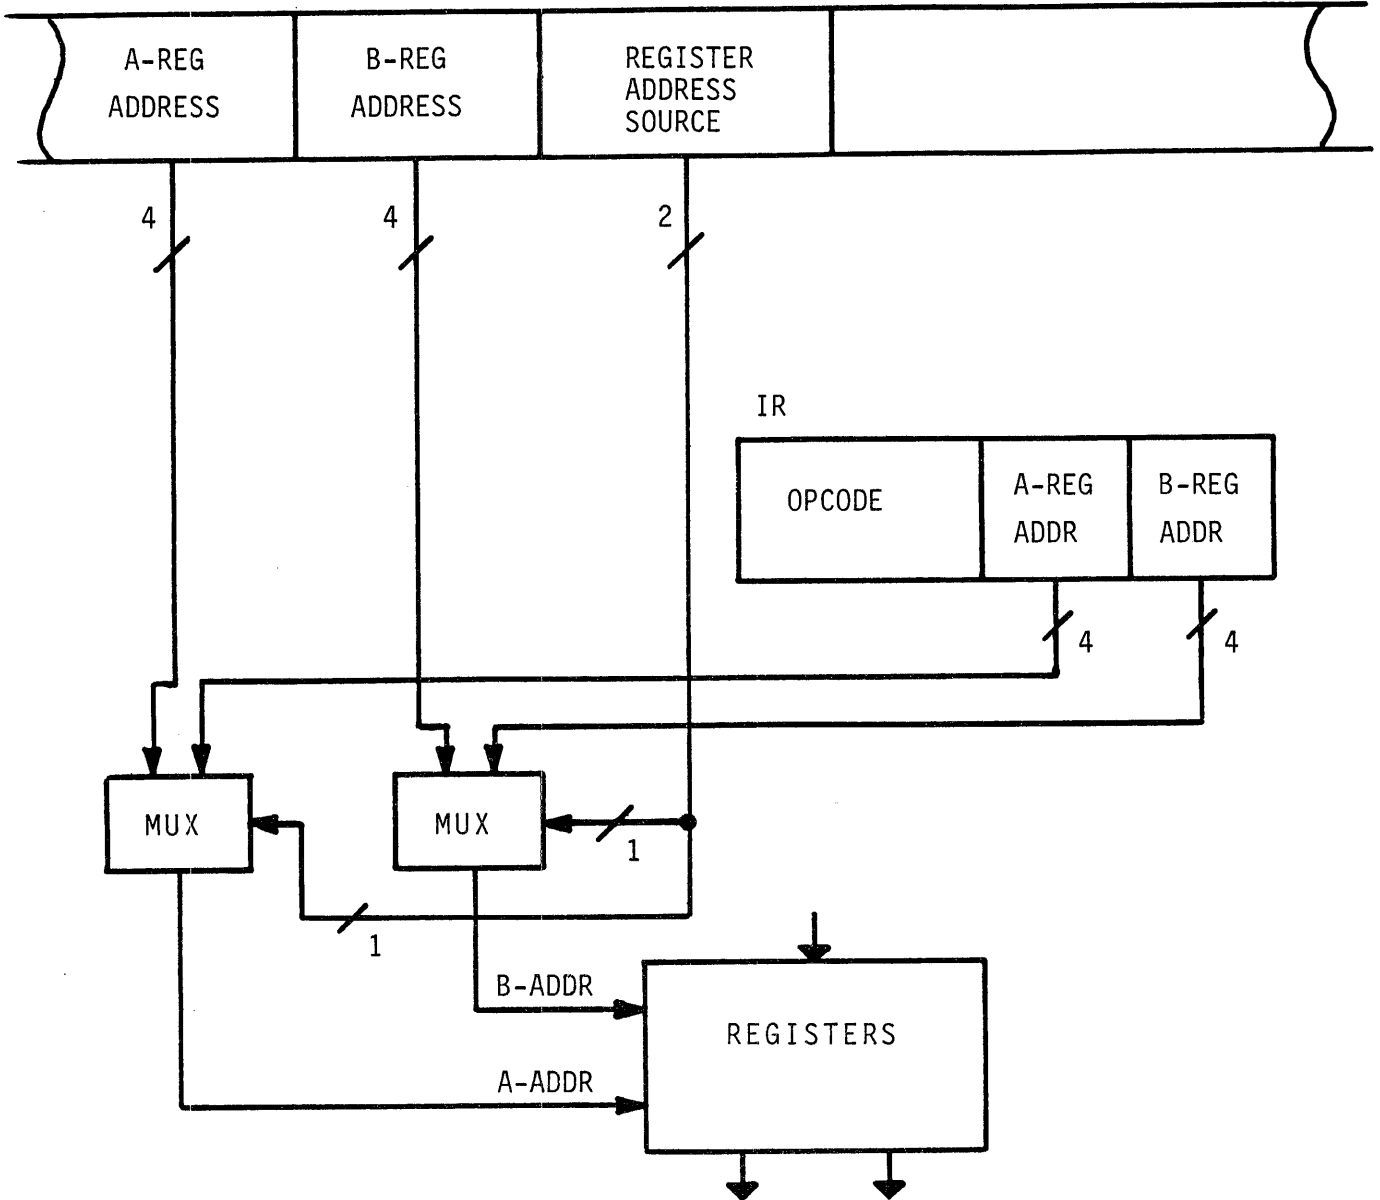 A-REG
ADDRESS
B-REG
ADDRESS
REGISTER
ADDRESS
SOURCE
4
4
2
IR
OPCODE
A-REG
ADDR
B-REG
ADDR
4
4
MUX
MUX
1
1
B-ADDR
REGISTERS
A-ADDR